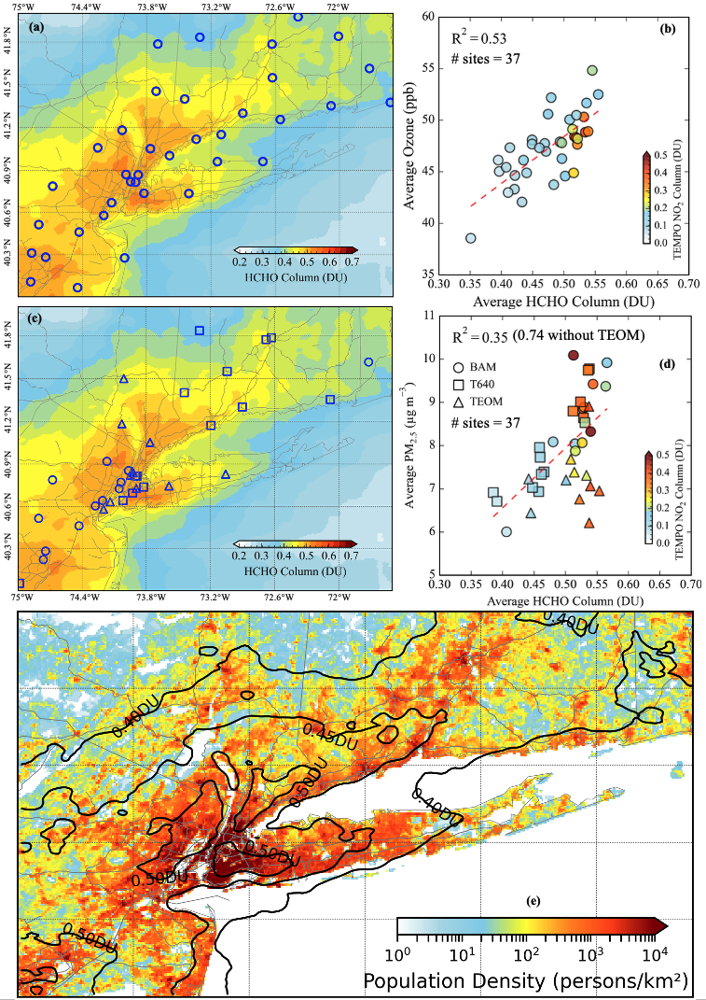 75°W 74.4°W 73.8°W 73.2°W 72.6°W 72°W
(a)
41.8°N
41.5°N
41.2°N
40.9°N
40.6°N
40.3°N
0.2 0.3 0.4 0.5 0.6 0.7
HCHO Column (DU)
(b)
R² = 0.53
# sites = 37
60
55
50
45
40
35
Average Ozone (ppb)
0.30 0.35 0.40 0.45 0.50 0.55 0.60 0.65 0.70
Average HCHO Column (DU)
0.5
0.4
0.3
0.2
0.1
0.0
TEMPO NO₂ Column (DU)
(c)
41.8°N
41.5°N
41.2°N
40.9°N
40.6°N
40.3°N
0.2 0.3 0.4 0.5 0.6 0.7
HCHO Column (DU)
75°W 74.4°W 73.8°W 73.2°W 72.6°W 72°W
R² = 0.35 (0.74 without TEOM)
(d)
BAM
T640
TEOM
# sites = 37
11
10
9
8
7
6
5
Average PM₂.₅ (µg m⁻³)
0.30 0.35 0.40 0.45 0.50 0.55 0.60 0.65 0.70
Average HCHO Column (DU)
0.5
0.4
0.3
0.2
0.1
0.0
TEMPO NO₂ Column (DU)
0.40DU
0.40DU
0.45DU
0.50DU
0.40DU
0.50DU
0.50DU
0.50DU
(e)
10⁰ 10¹ 10² 10³ 10⁴
Population Density (persons/km²)